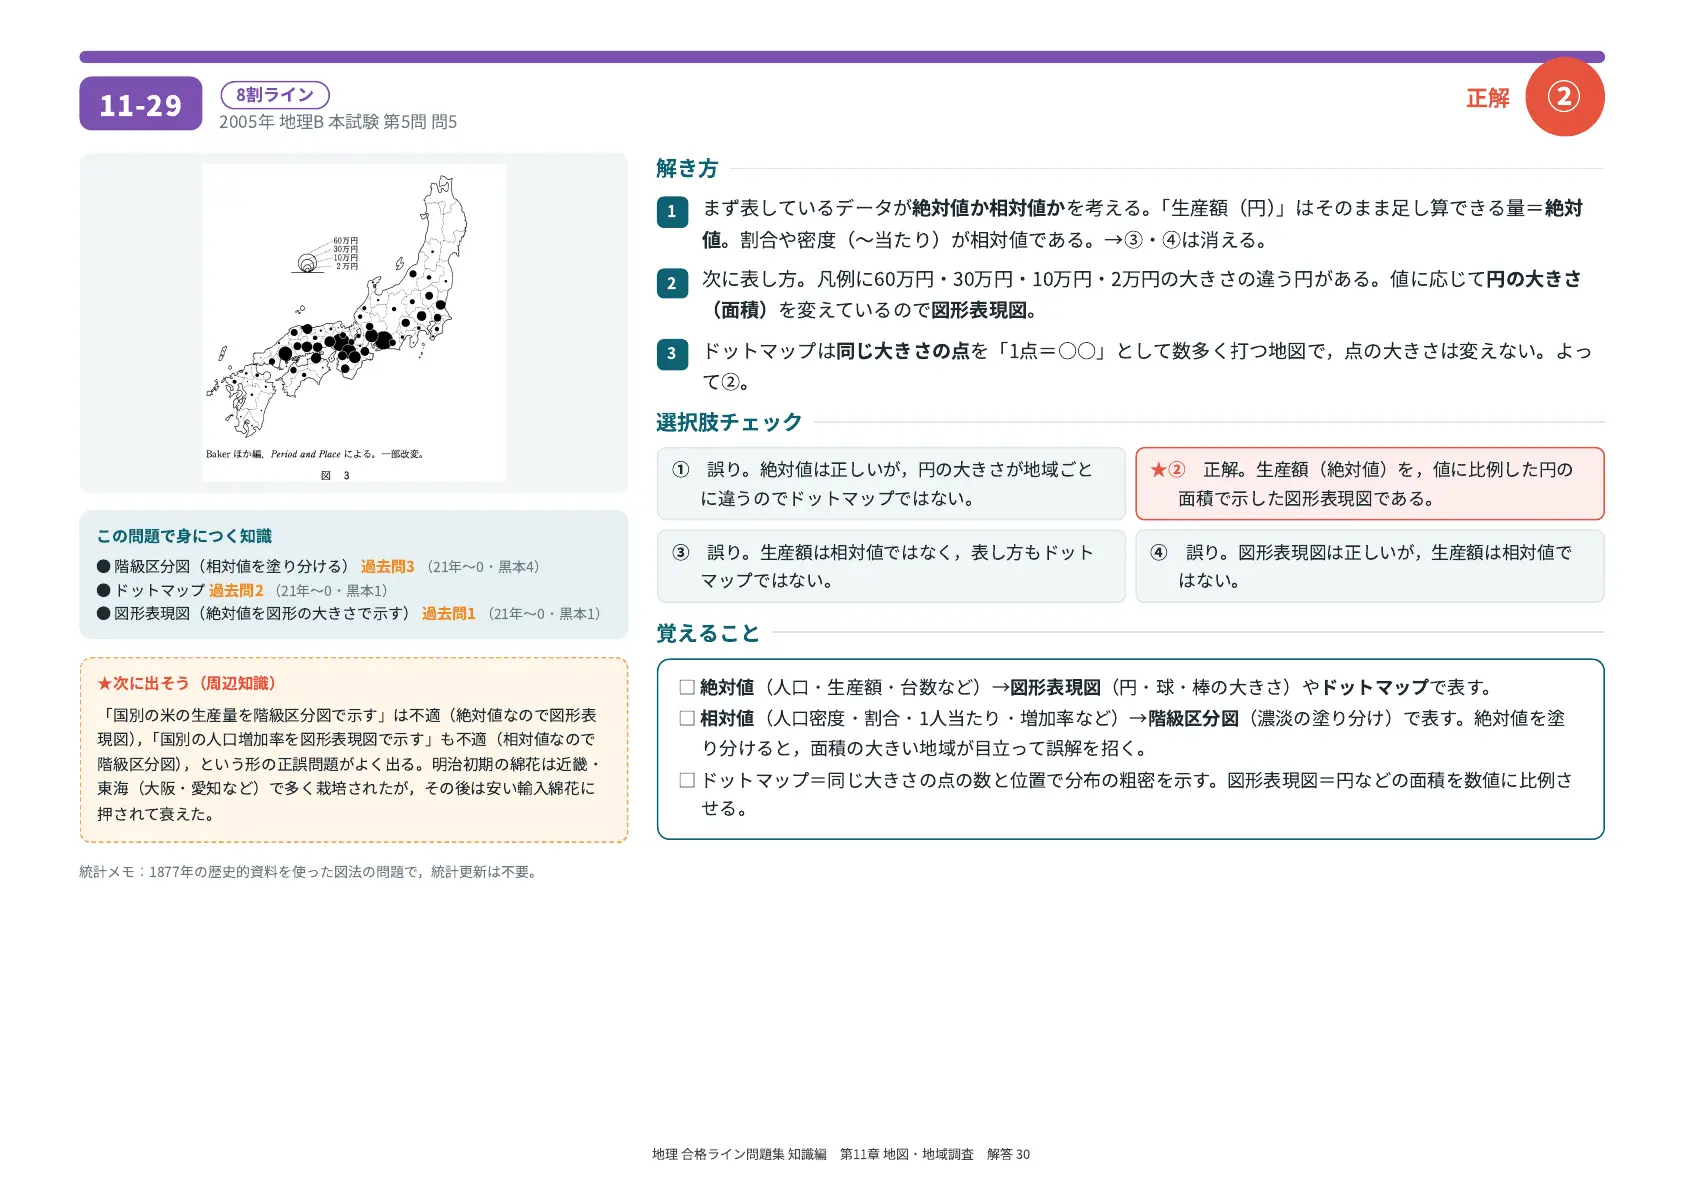 11-29
8割ライン
2005年 地理B 本試験 第5問 問5
正解 ②
60万円
30万円
10万円
2万円
Baker ほか編，Period and Place による。一部改変。
図 3
この問題で身につく知識
●階級区分図（相対値を塗り分ける） 過去問3 （21年～0・黒本4）
●ドットマップ 過去問2 （21年～0・黒本1）
●図形表現図（絶対値を図形の大きさで示す） 過去問1 （21年～0・黒本1）
★次に出そう（周辺知識）
「国別の米の生産量を階級区分図で示す」は不適（絶対値なので図形表
現図），「国別の人口増加率を図形表現図で示す」も不適（相対値なので
階級区分図），という形の正誤問題がよく出る。明治初期の綿花は近畿・
東海（大阪・愛知など）で多く栽培されたが，その後は安い輸入綿花に
押されて衰えた。
統計メモ：1877年の歴史的資料を使った図法の問題で，統計更新は不要。
解き方
1 まず表しているデータが絶対値か相対値かを考える。「生産額（円）」はそのまま足し算できる量＝絶対
値。割合や密度（～当たり）が相対値である。→③・④は消える。
2 次に表し方。凡例に60万円・30万円・10万円・2万円の大きさの違う円がある。値に応じて円の大きさ
（面積）を変えているので図形表現図。
3 ドットマップは同じ大きさの点を「1点＝○○」として数多く打つ地図で，点の大きさは変えない。よっ
て②。
選択肢チェック
① 誤り。絶対値は正しいが，円の大きさが地域ごと
に違うのでドットマップではない。
★② 正解。生産額（絶対値）を，値に比例した円の
面積で示した図形表現図である。
③ 誤り。生産額は相対値ではなく，表し方もドット
マップではない。
④ 誤り。図形表現図は正しいが，生産額は相対値で
はない。
覚えること
□ 絶対値（人口・生産額・台数など）→図形表現図（円・球・棒の大きさ）やドットマップで表す。
□ 相対値（人口密度・割合・1人当たり・増加率など）→階級区分図（濃淡の塗り分け）で表す。絶対値を塗
り分けると，面積の大きい地域が目立って誤解を招く。
□ ドットマップ＝同じ大きさの点の数と位置で分布の粗密を示す。図形表現図＝円などの面積を数値に比例さ
せる。
地理 合格ライン問題集 知識編 第11章 地図・地域調査 解答 30